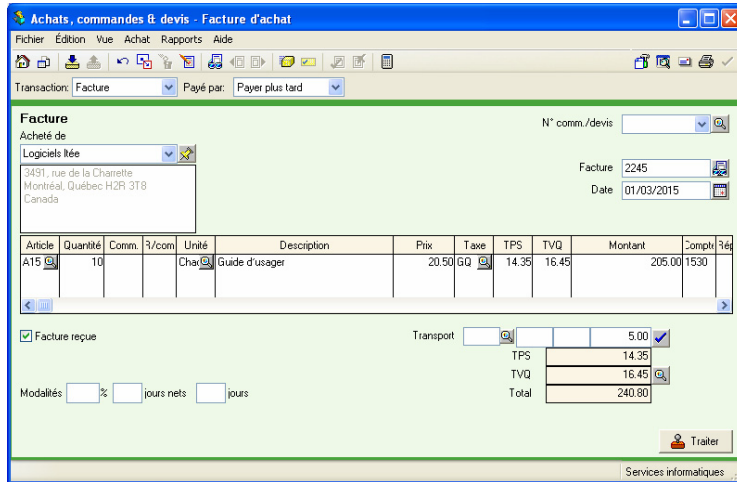 Achats, commandes & devis - Facture d'achat
Fichier Édition Vue Achat Rapports Aide
Transaction: Facture Payé par: Payer plus tard
Facture
N° comm./devis
Acheté de
Logiciels ltée
3491, rue de la Charrette
Montréal, Québec H2R 3T8
Canada
Facture 2245
Date 01/03/2015
Article Quantité Comm. R/com Unité Description Prix Taxe TPS TVQ Montant Compte Rép
A15 10 Chac Guide d'usager 20.50 GQ 14.35 16.45 205.00 1530
Facture reçue
Transport 5.00
TPS 14.35
TVQ 16.45
Modalités % jours nets jours
Total 240.80
Traiter
Services informatiques